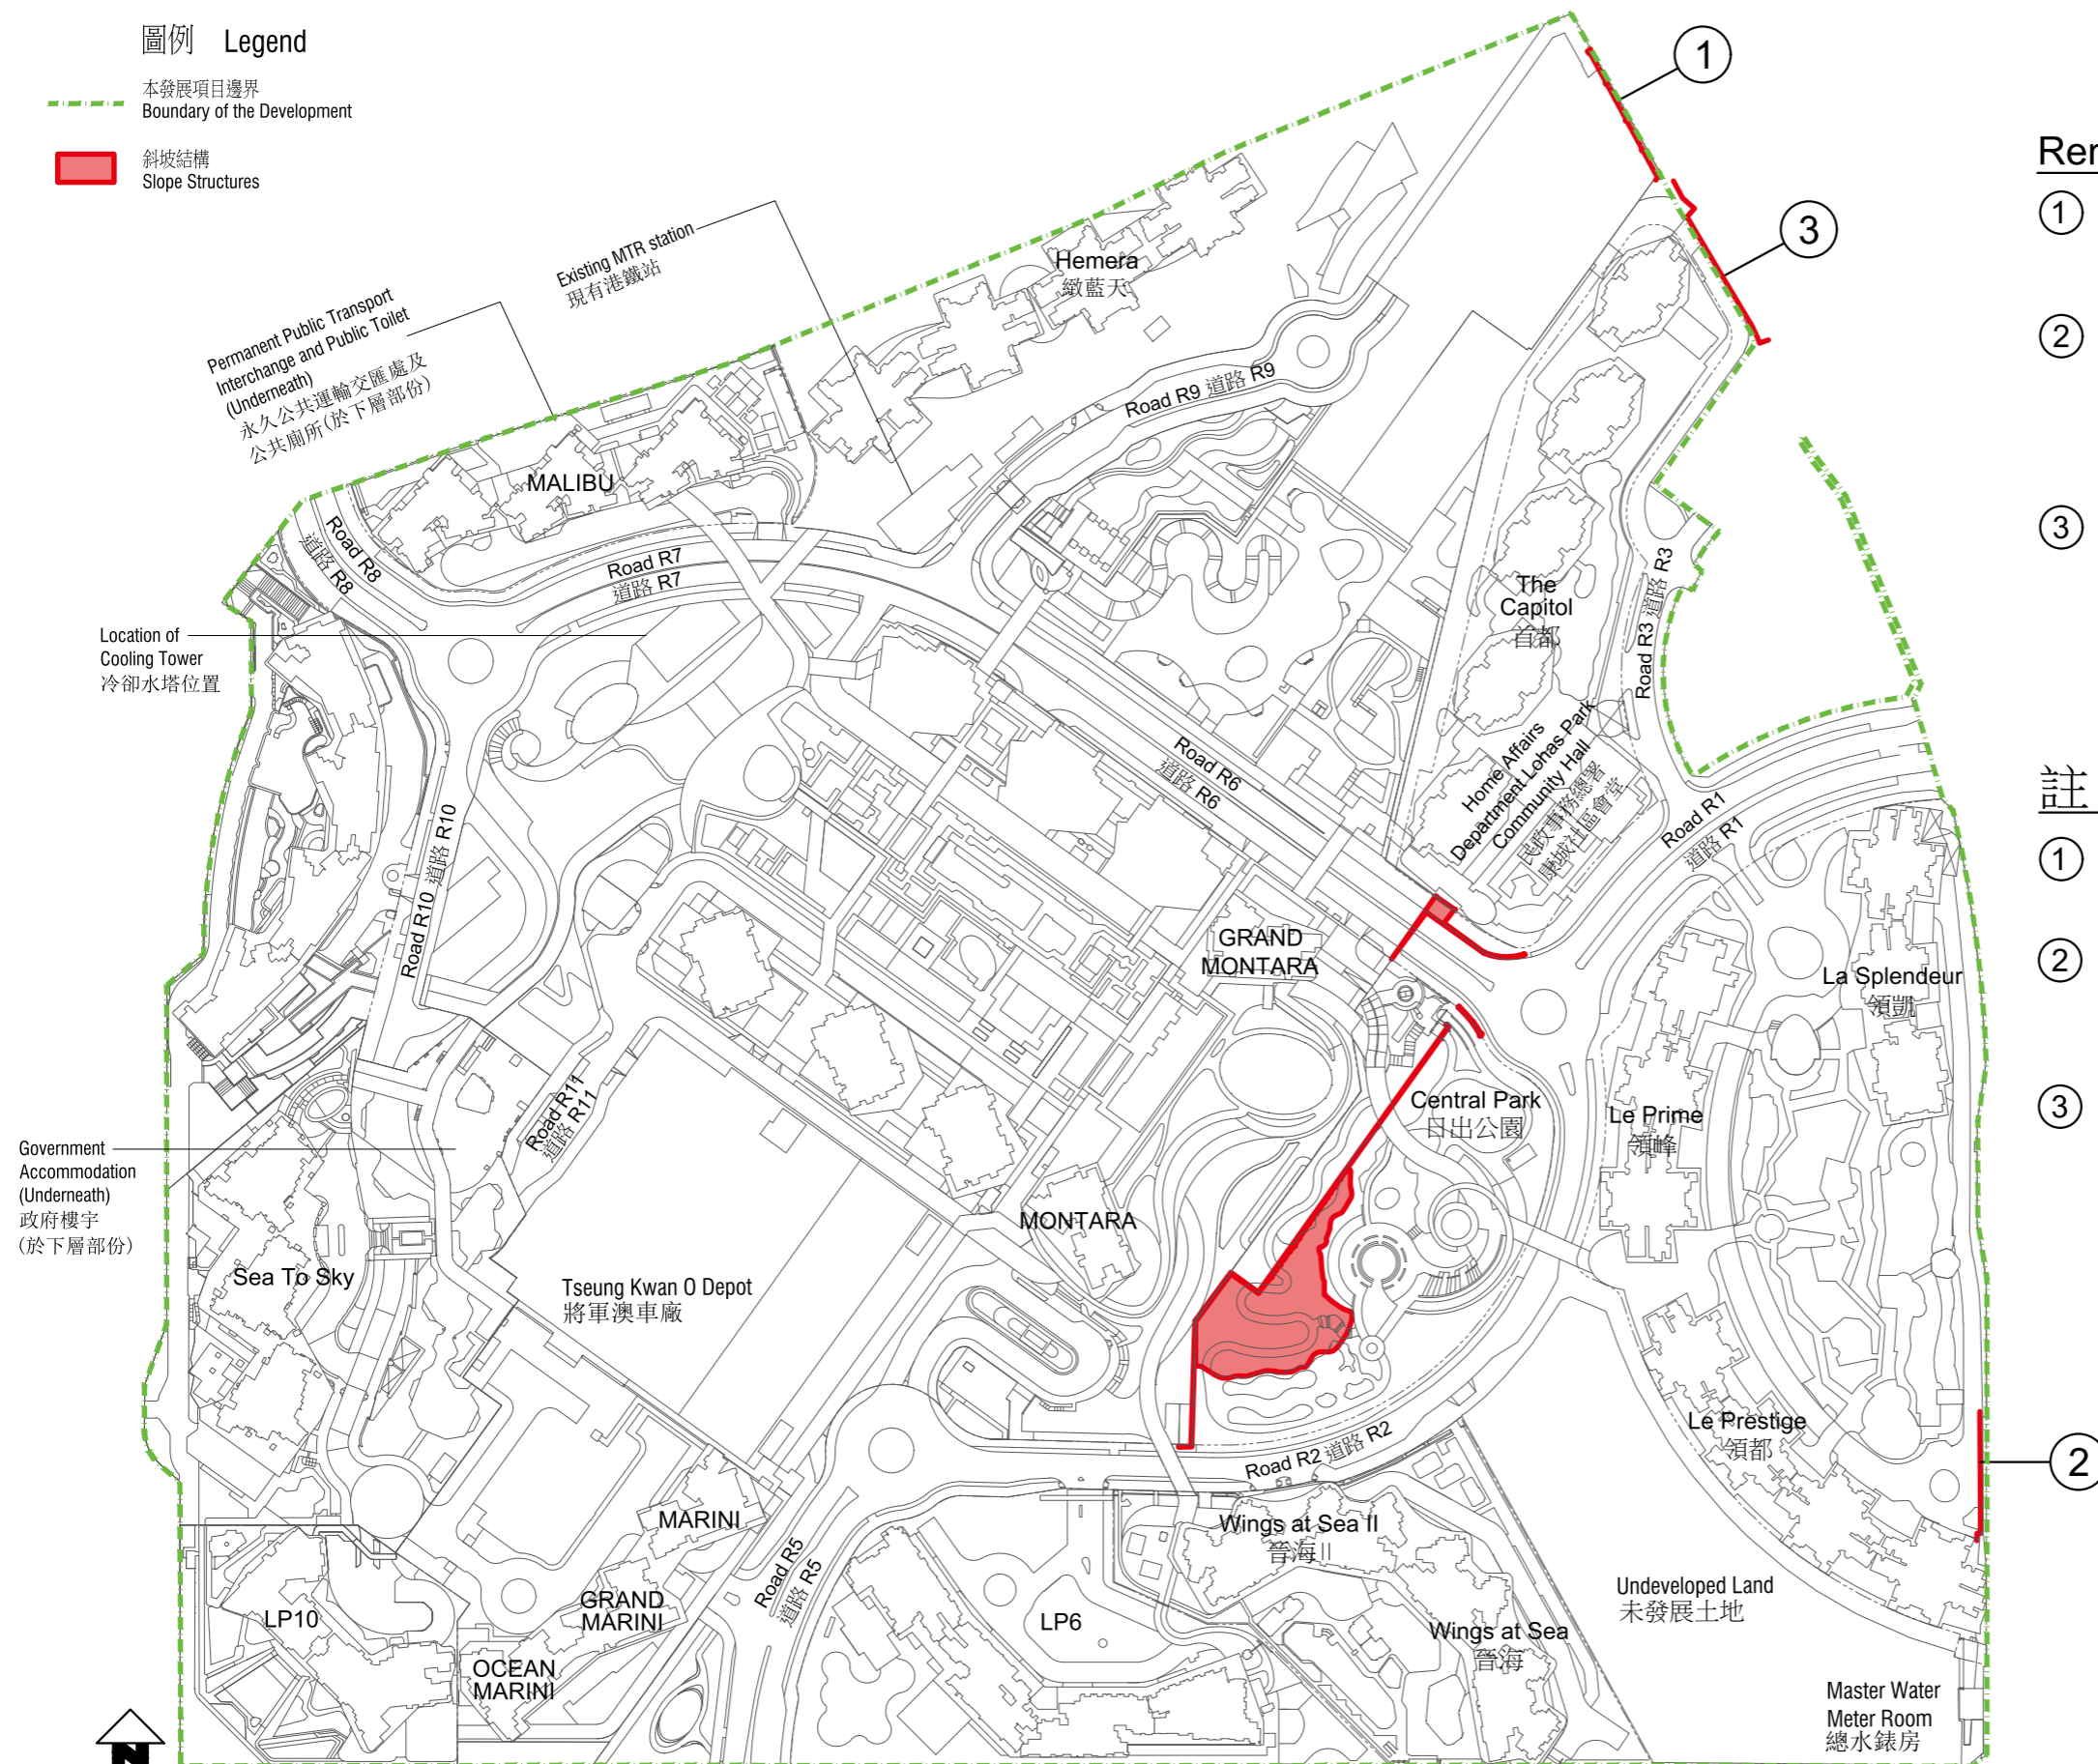 圖例 Legend
本發展項目邊界
Boundary of the Development
斜坡結構
Slope Structures
1
3
Existing MTR station
現有港鐵站
Permanent Public Transport
Interchange and Public Toilet
(Underneath)
永久公共運輸交匯處及
公共廁所(於下層部份)
Hemera
緻藍天
Road R9 道路 R9
MALIBU
Road R8
道路 R8
Road R7
道路 R7
Location of
Cooling Tower
冷卻水塔位置
The
Capitol
首都
Road R3 道路 R3
Home Affairs
Department Lohas Park
Community Hall
民政事務總署
康城社區會堂
Road R6
道路 R6
Road R1
道路 R1
Road R10 道路 R10
GRAND
MONTARA
La Splendeur
領凱
Central Park
日出公園
Le Prime
領峰
Road R11
道路 R11
Government
Accommodation
(Underneath)
政府樓宇
(於下層部份)
MONTARA
Sea To Sky
Tseung Kwan O Depot
將軍澳車廠
Le Prestige
領都
2
Road R2 道路 R2
MARINI
Wings at Sea II
晉海II
Road R5
道路 R5
GRAND
MARINI
LP10
LP6
OCEAN
MARINI
Wings at Sea
晉海
Undeveloped Land
未發展土地
Master Water
Meter Room
總水錶房
N
1
2
3
註
1
2
3